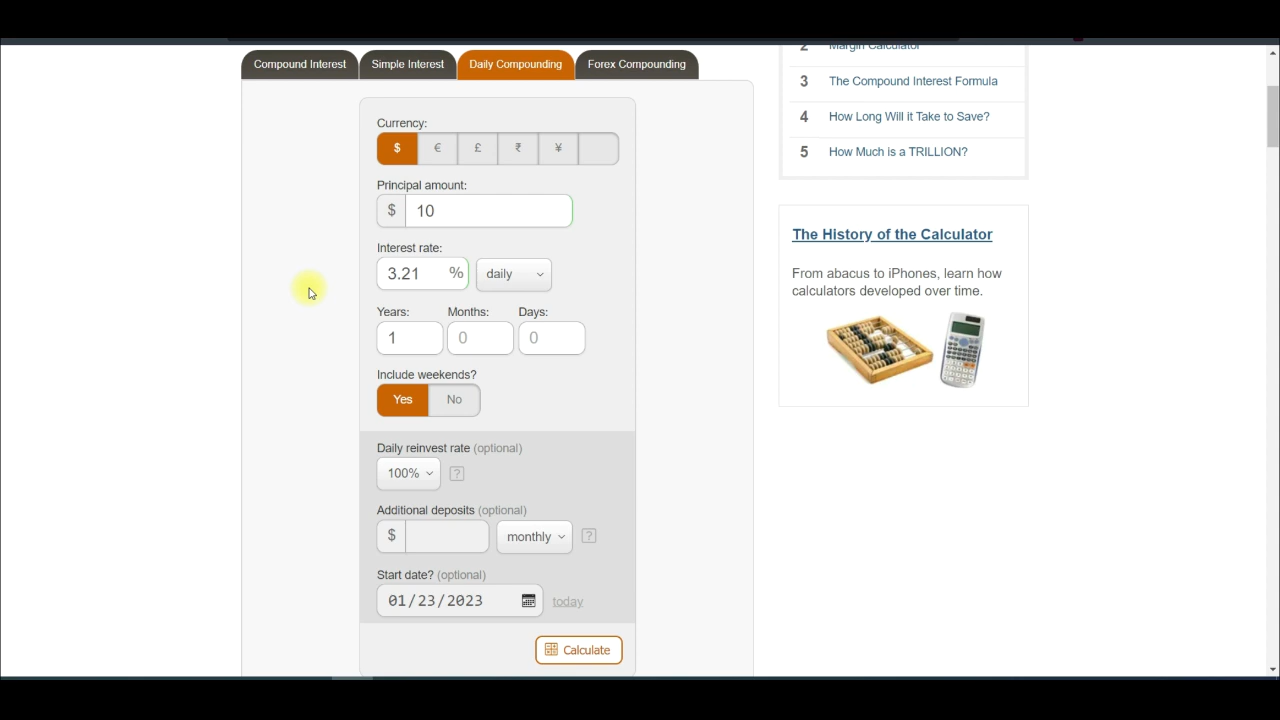 Compound Interest Simple Interest Daily Compounding Forex Compounding
Currency:
$ € £ ₹ ¥
Principal amount:
$ 10
Interest rate:
3.21 % daily
Years: Months: Days:
1 0 0
Include weekends?
Yes No
Daily reinvest rate (optional)
100% ?
Additional deposits (optional)
$ monthly ?
Start date? (optional)
01/23/2023 today
Calculate
2 Margin Calculator
3 The Compound Interest Formula
4 How Long Will it Take to Save?
5 How Much is a TRILLION?
The History of the Calculator
From abacus to iPhones, learn how
calculators developed over time.